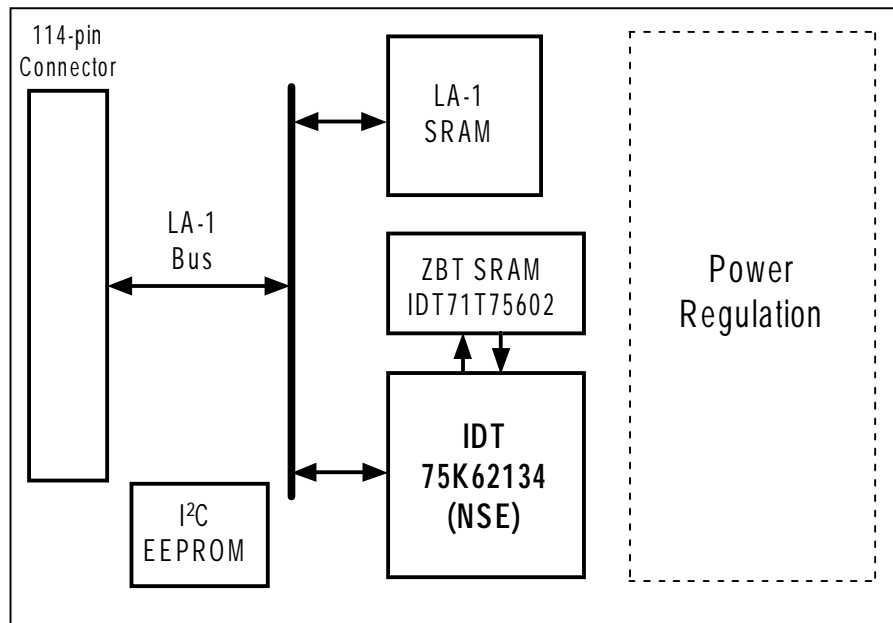 114-pin
Connector
LA-1
SRAM
LA-1
Bus
ZBT SRAM
IDT71T75602
Power
Regulation
IDT
75K62134
(NSE)
I²C
EEPROM